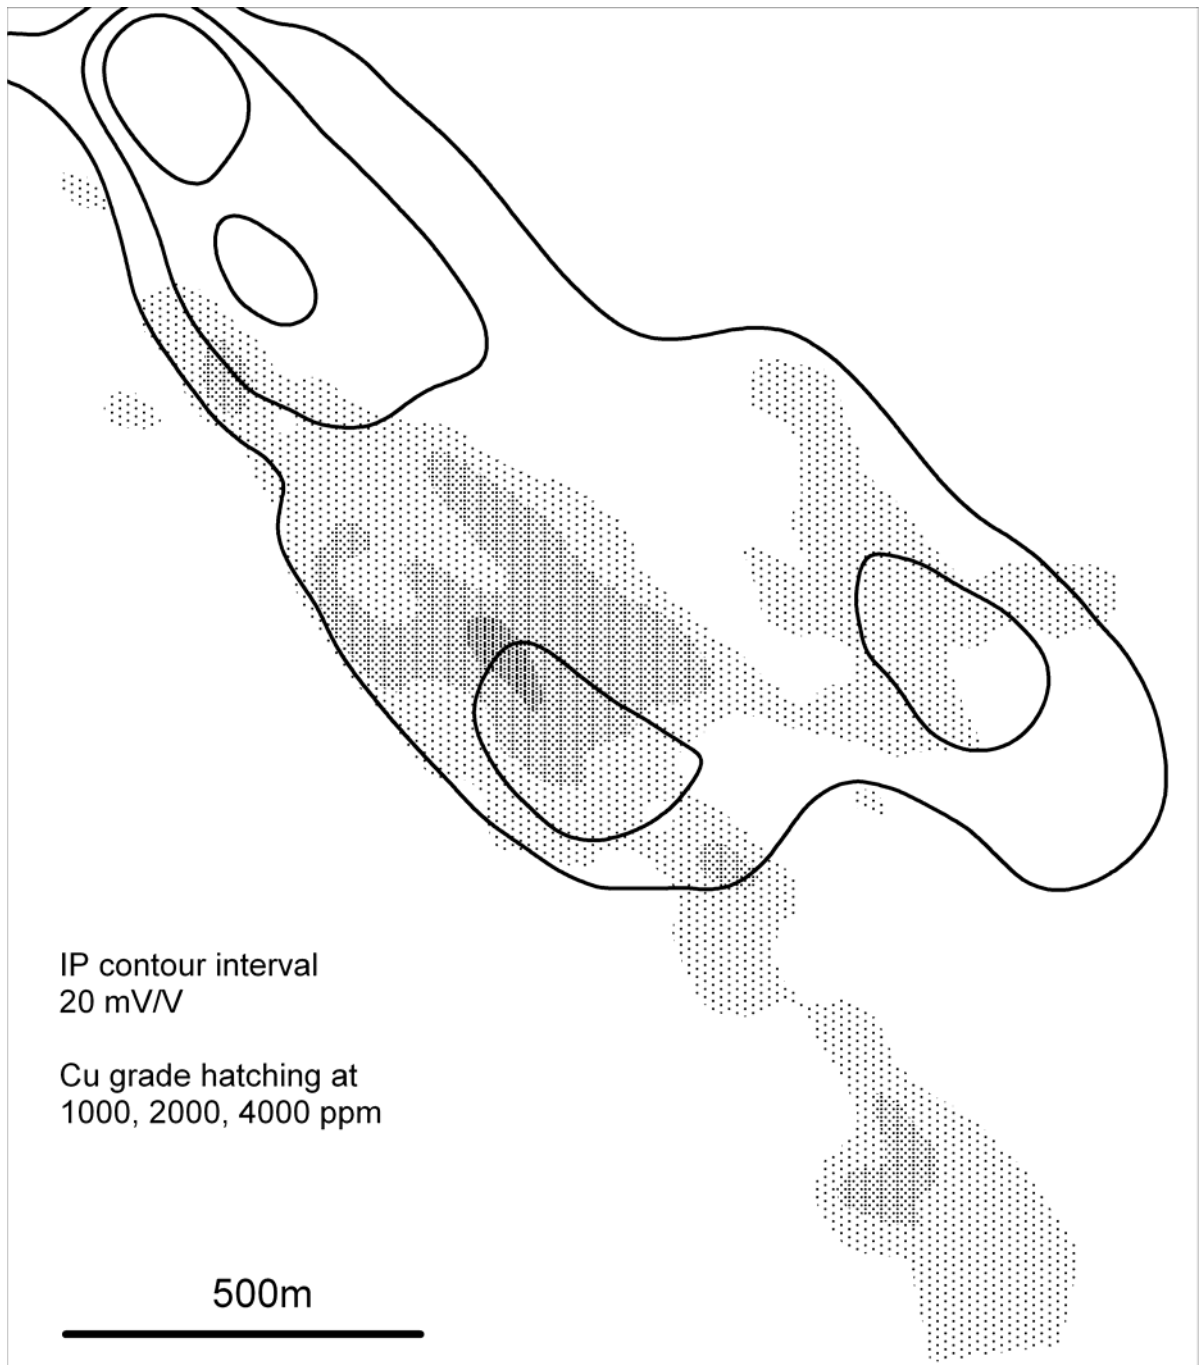 IP contour interval
20 mV/V
Cu grade hatching at
1000, 2000, 4000 ppm
500m